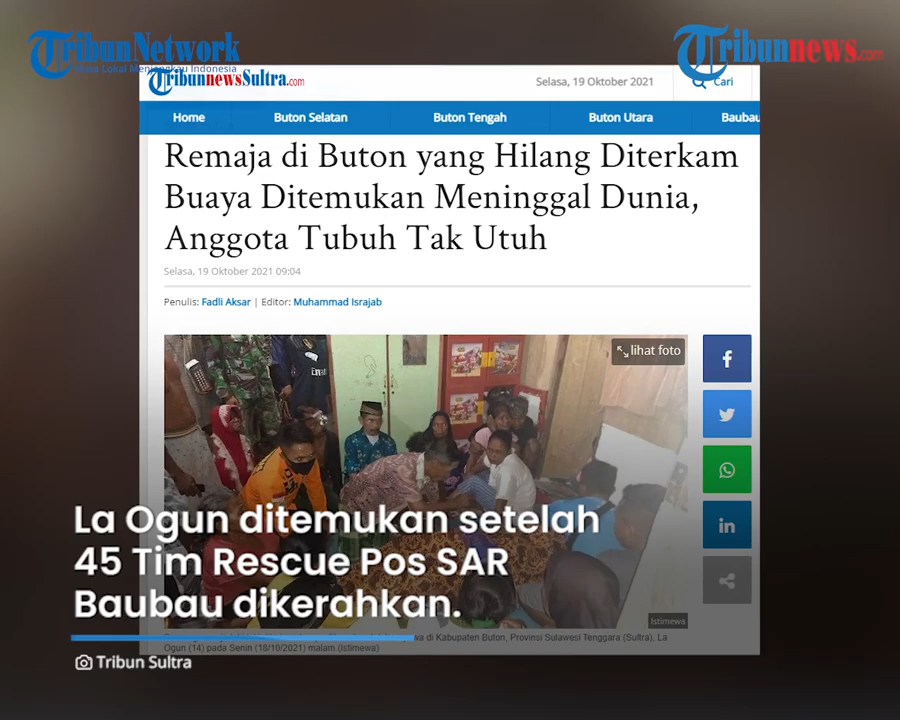 TribunNetwork
Mata Lokal Menjangkau Indonesia
Tribunnews.com
TribunnewsSultra.com
Selasa, 19 Oktober 2021
Cari
Home
Buton Selatan
Buton Tengah
Buton Utara
Baubau
Remaja di Buton yang Hilang Diterkam
Buaya Ditemukan Meninggal Dunia,
Anggota Tubuh Tak Utuh
Selasa, 19 Oktober 2021 09:04
Penulis: Fadli Aksar | Editor: Muhammad Israjab
lihat foto
La Ogun ditemukan setelah
45 Tim Rescue Pos SAR
Baubau dikerahkan.
Istimewa
di Kabupaten Buton, Provinsi Sulawesi Tenggara (Sultra), La
Ogun (14) pada Senin (18/10/2021) malam.(Istimewa)
Tribun Sultra